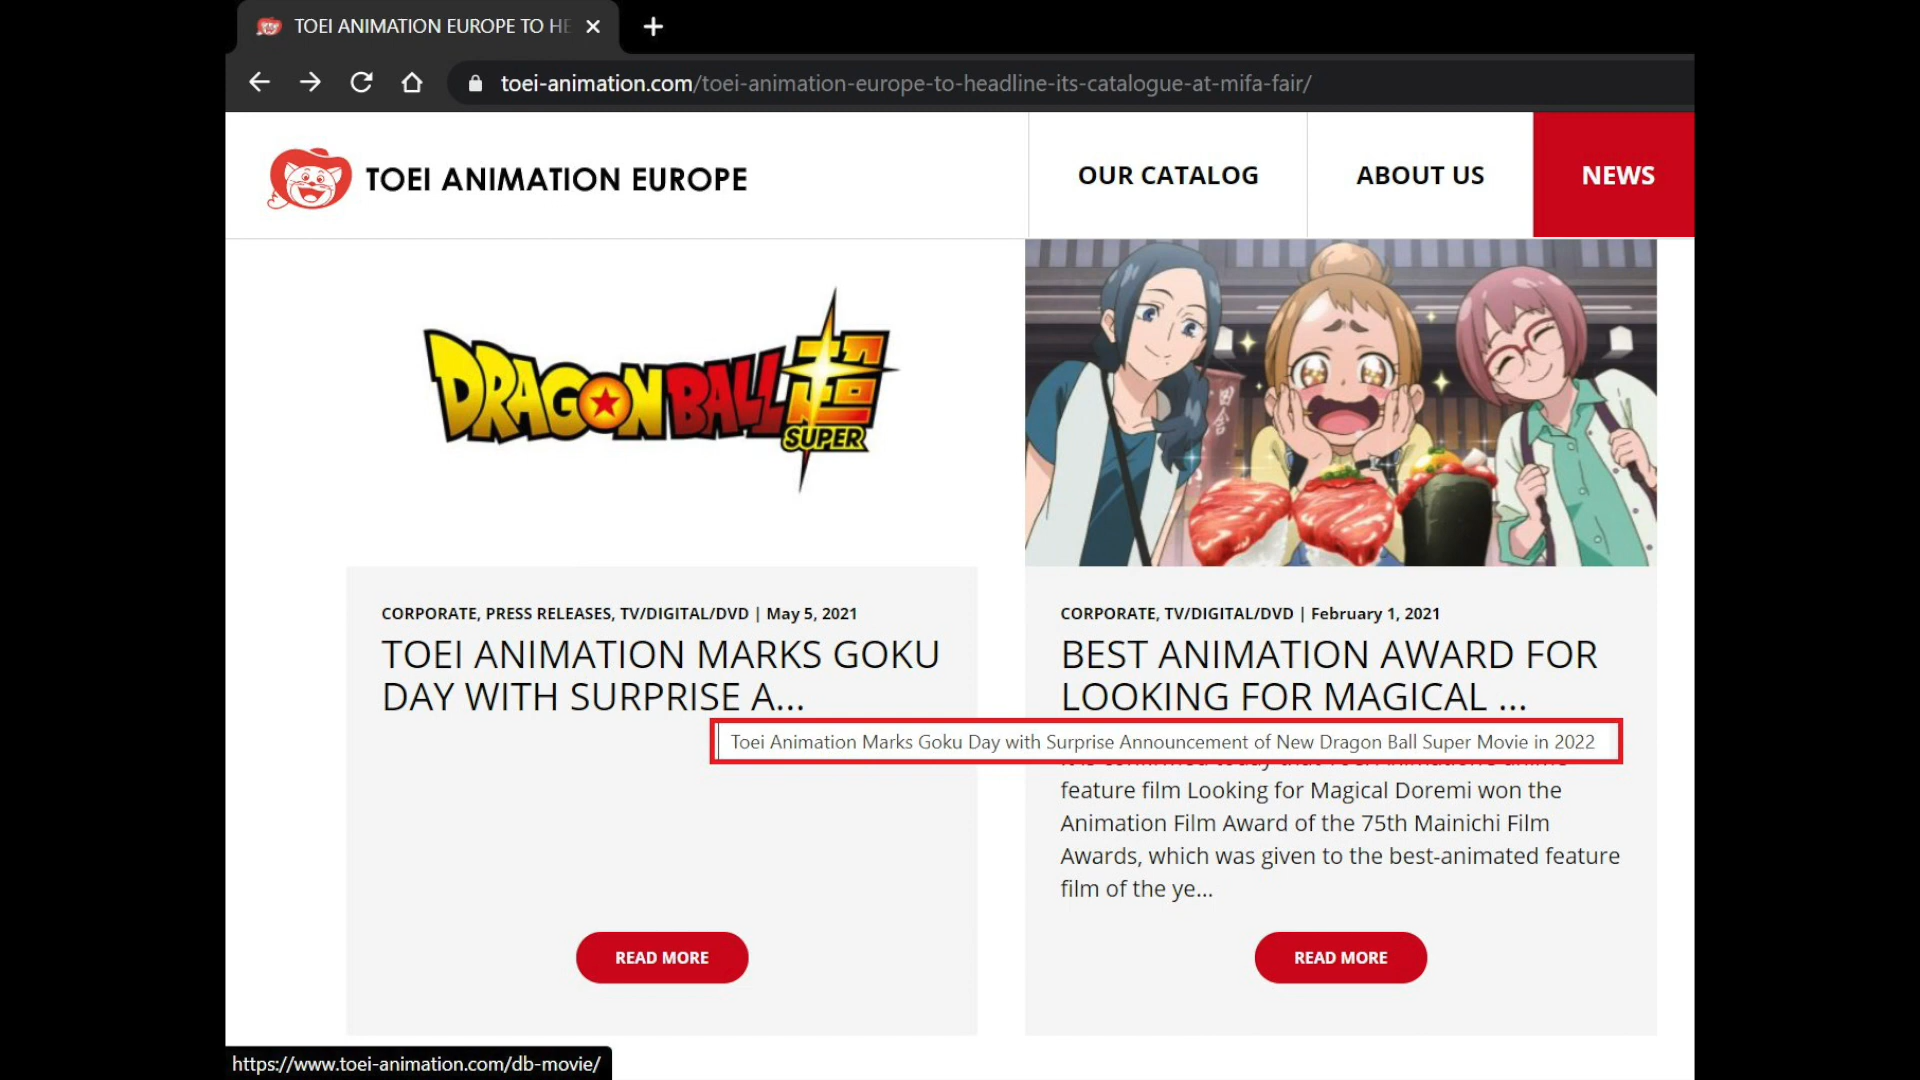 TOEI ANIMATION EUROPE TO HE
toei-animation.com/toei-animation-europe-to-headline-its-catalogue-at-mifa-fair/
TOEI ANIMATION EUROPE
OUR CATALOG
ABOUT US
NEWS
DRAGON BALL 超
SUPER
CORPORATE, PRESS RELEASES, TV/DIGITAL/DVD | May 5, 2021
TOEI ANIMATION MARKS GOKU
DAY WITH SURPRISE A...
READ MORE
CORPORATE, TV/DIGITAL/DVD | February 1, 2021
BEST ANIMATION AWARD FOR
LOOKING FOR MAGICAL ...
Toei Animation Marks Goku Day with Surprise Announcement of New Dragon Ball Super Movie in 2022
feature film Looking for Magical Doremi won the
Animation Film Award of the 75th Mainichi Film
Awards, which was given to the best-animated feature
film of the ye...
READ MORE
https://www.toei-animation.com/db-movie/